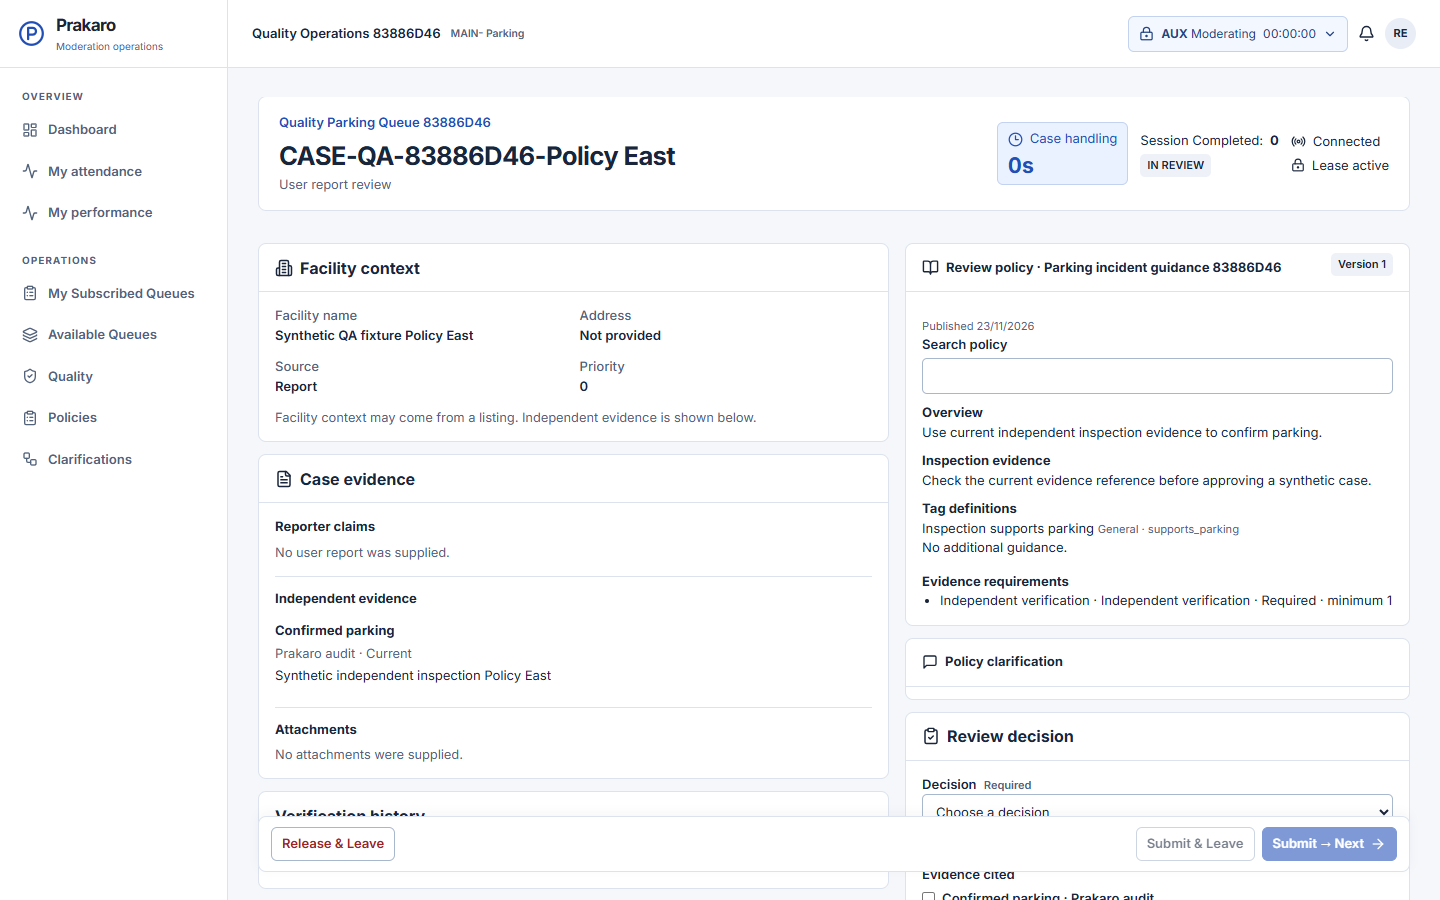 Prakaro
Moderation operations
OVERVIEW
Dashboard
My attendance
My performance
OPERATIONS
My Subscribed Queues
Available Queues
Quality
Policies
Clarifications
Quality Operations 83886D46 MAIN- Parking
AUX Moderating 00:00:00
RE
Quality Parking Queue 83886D46
CASE-QA-83886D46-Policy East
User report review
Case handling
0s
Session Completed: 0
IN REVIEW
Connected
Lease active
Facility context
Facility name
Synthetic QA fixture Policy East
Address
Not provided
Source
Report
Priority
0
Facility context may come from a listing. Independent evidence is shown below.
Case evidence
Reporter claims
No user report was supplied.
Independent evidence
Confirmed parking
Prakaro audit · Current
Synthetic independent inspection Policy East
Attachments
No attachments were supplied.
Verification history
Review policy · Parking incident guidance 83886D46
Version 1
Published 23/11/2026
Search policy
Overview
Use current independent inspection evidence to confirm parking.
Inspection evidence
Check the current evidence reference before approving a synthetic case.
Tag definitions
Inspection supports parking General · supports_parking
No additional guidance.
Evidence requirements
• Independent verification · Independent verification · Required · minimum 1
Policy clarification
Review decision
Decision Required
Choose a decision
Evidence cited
Confirmed parking · Prakaro audit
Release & Leave
Submit & Leave
Submit → Next →